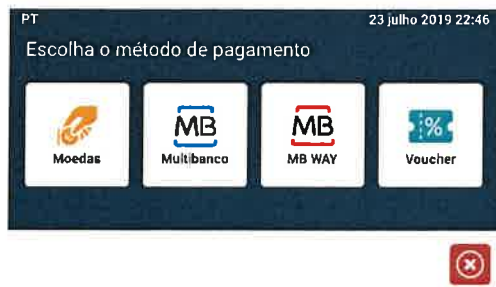 PT 23 julho 2019 22:46
Escolha o método de pagamento
MB MB %
Moedas Multibanco MB WAY Voucher